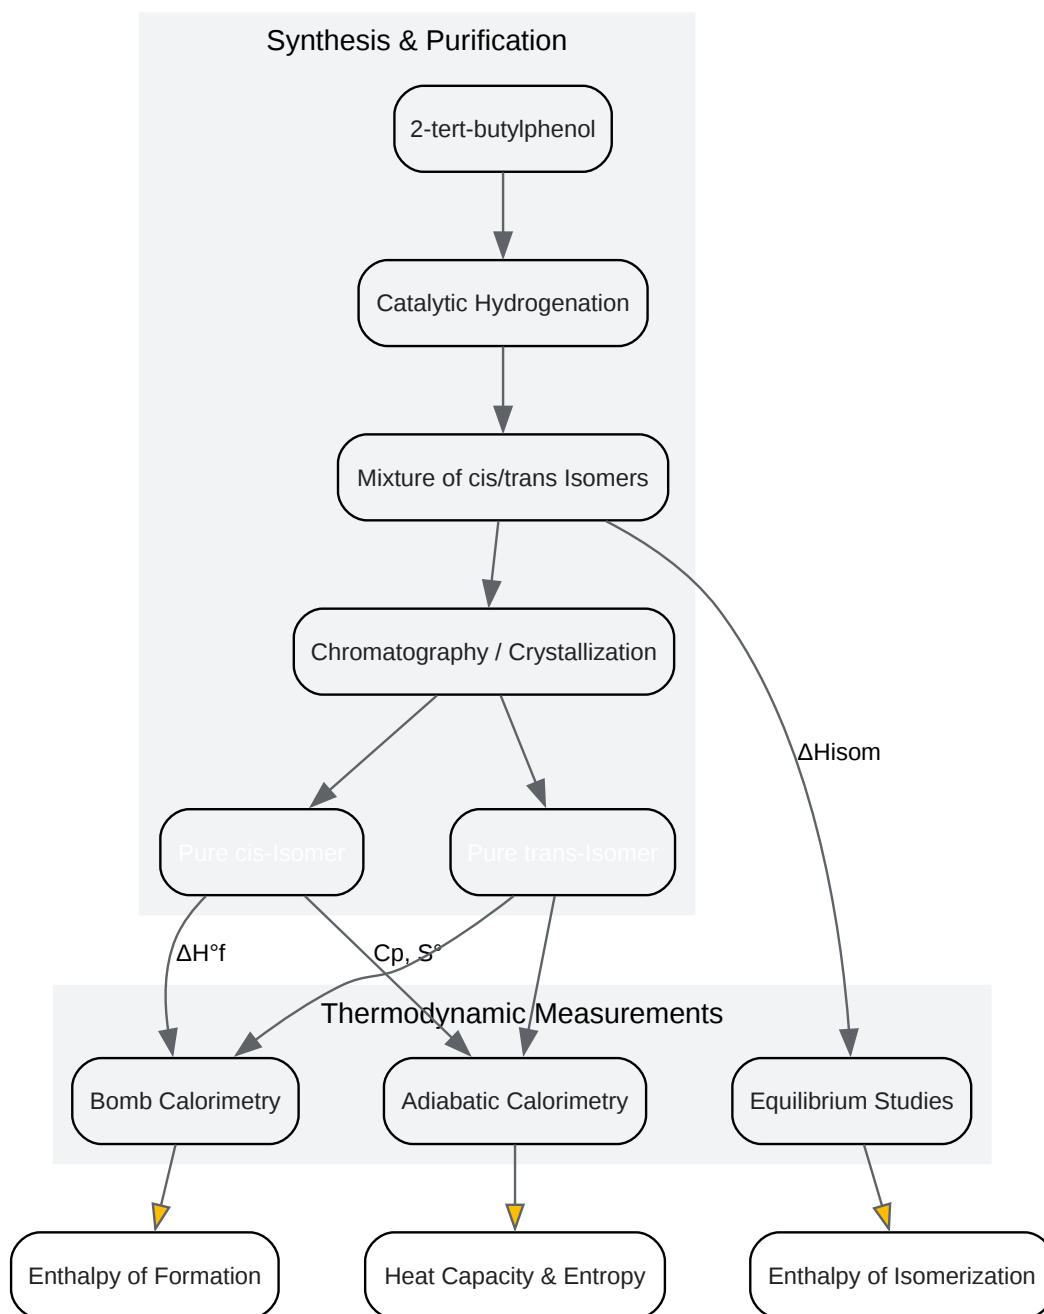 Synthesis & Purification
2-tert-butylphenol
Catalytic Hydrogenation
Mixture of cis/trans Isomers
Chromatography / Crystallization
ΔHisom
Pure cis-Isomer
Pure trans-Isomer
ΔH°f
Cp, S°
Thermodynamic Measurements
Bomb Calorimetry
Adiabatic Calorimetry
Equilibrium Studies
Enthalpy of Formation
Heat Capacity & Entropy
Enthalpy of Isomerization